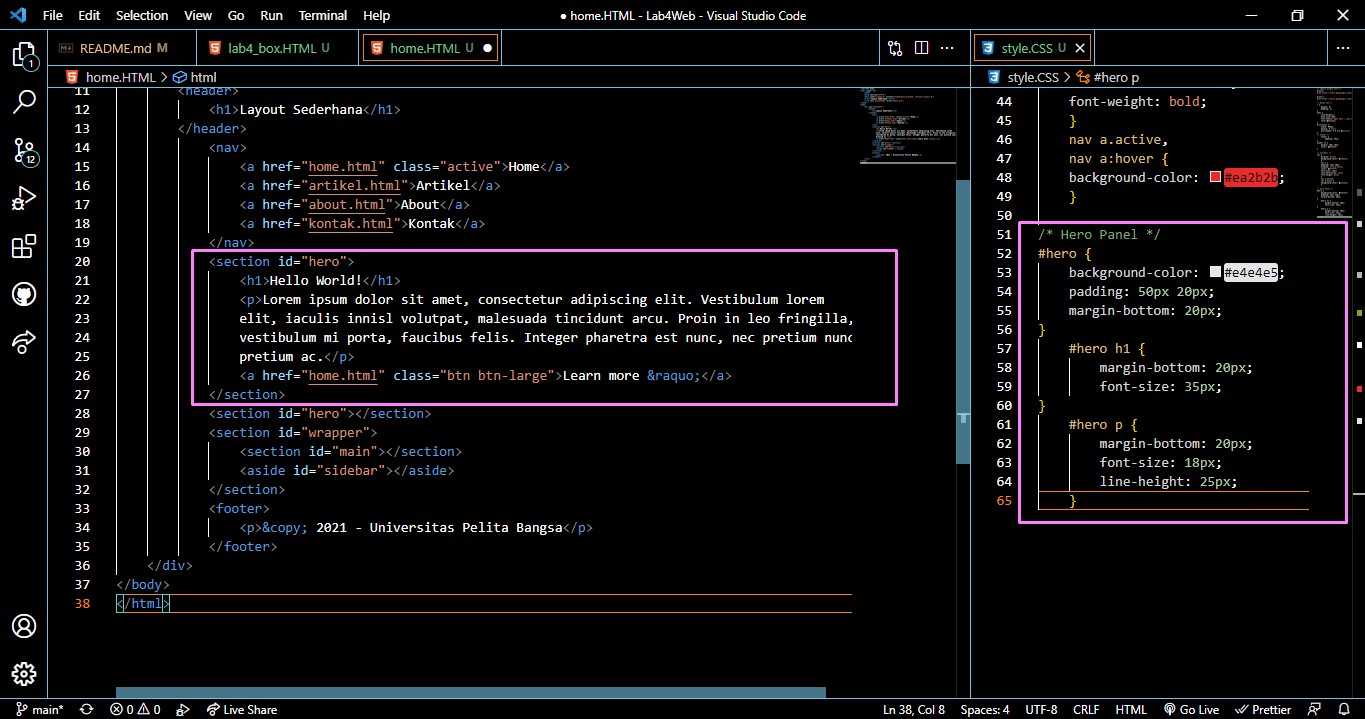 File Edit Selection View Go Run Terminal Help ● home.HTML - Lab4Web - Visual Studio Code
README.md M lab4_box.HTML U home.HTML U ●
home.HTML > html
11 <header>
12 <h1>Layout Sederhana</h1>
13 </header>
14 <nav>
15 <a href="home.html" class="active">Home</a>
16 <a href="artikel.html">Artikel</a>
17 <a href="about.html">About</a>
18 <a href="kontak.html">Kontak</a>
19 </nav>
20 <section id="hero">
21 <h1>Hello World!</h1>
22 <p>Lorem ipsum dolor sit amet, consectetur adipiscing elit. Vestibulum lorem
23 elit, iaculis innisl volutpat, malesuada tincidunt arcu. Proin in leo fringilla,
24 vestibulum mi porta, faucibus felis. Integer pharetra est nunc, nec pretium nunc
25 pretium ac.</p>
26 <a href="home.html" class="btn btn-large">Learn more &raquo;</a>
27 </section>
28 <section id="hero"></section>
29 <section id="wrapper">
30 <section id="main"></section>
31 <aside id="sidebar"></aside>
32 </section>
33 <footer>
34 <p>&copy; 2021 - Universitas Pelita Bangsa</p>
35 </footer>
36 </div>
37 </body>
38 </html>
style.CSS U
style.CSS > #hero p
44 font-weight: bold;
45 }
46 nav a.active,
47 nav a:hover {
48 background-color: #ea2b2b;
49 }
50
51 /* Hero Panel */
52 #hero {
53 background-color: #e4e4e5;
54 padding: 50px 20px;
55 margin-bottom: 20px;
56 }
57 #hero h1 {
58 margin-bottom: 20px;
59 font-size: 35px;
60 }
61 #hero p {
62 margin-bottom: 20px;
63 font-size: 18px;
64 line-height: 25px;
65 }
1
12
main* 0 0 Live Share Ln 38, Col 8 Spaces: 4 UTF-8 CRLF HTML Go Live Prettier